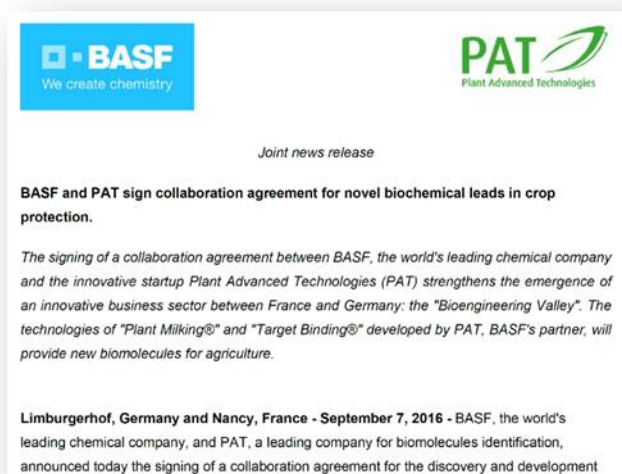 BASF
We create chemistry
PAT
Plant Advanced Technologies
Joint news release
BASF and PAT sign collaboration agreement for novel biochemical leads in crop
protection.
The signing of a collaboration agreement between BASF, the world's leading chemical company
and the innovative startup Plant Advanced Technologies (PAT) strengthens the emergence of
an innovative business sector between France and Germany: the "Bioengineering Valley". The
technologies of "Plant Milking®" and "Target Binding®" developed by PAT, BASF's partner, will
provide new biomolecules for agriculture.
Limburgerhof, Germany and Nancy, France - September 7, 2016 - BASF, the world's
leading chemical company, and PAT, a leading company for biomolecules identification,
announced today the signing of a collaboration agreement for the discovery and development